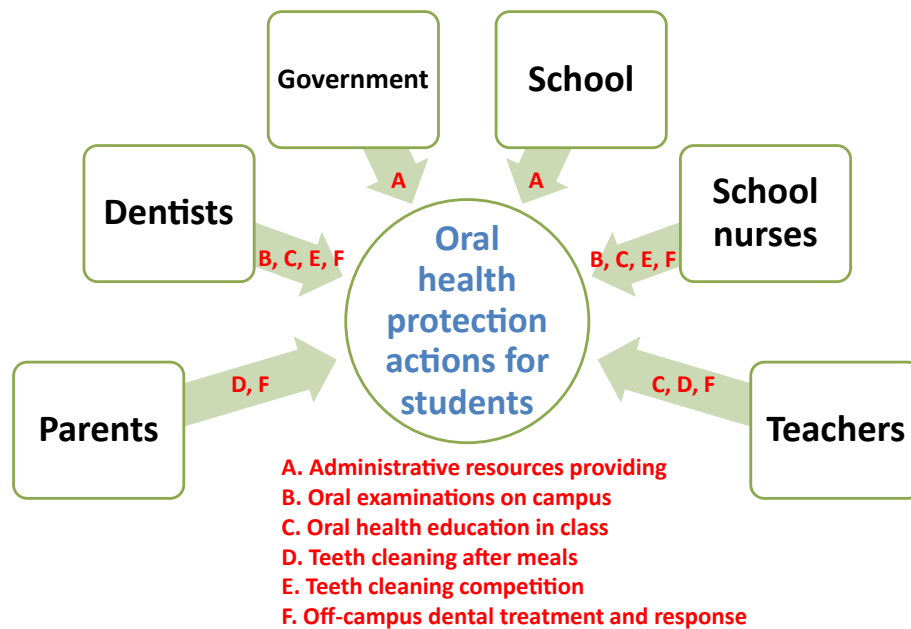 Government
School
A
A
Dentists
School
nurses
B, C, E, F
B, C, E, F
Oral
health
protection
actions for
students
Parents
D, F
C, D, F
Teachers
A. Administrative resources providing
B. Oral examinations on campus
C. Oral health education in class
D. Teeth cleaning after meals
E. Teeth cleaning competition
F. Off-campus dental treatment and response